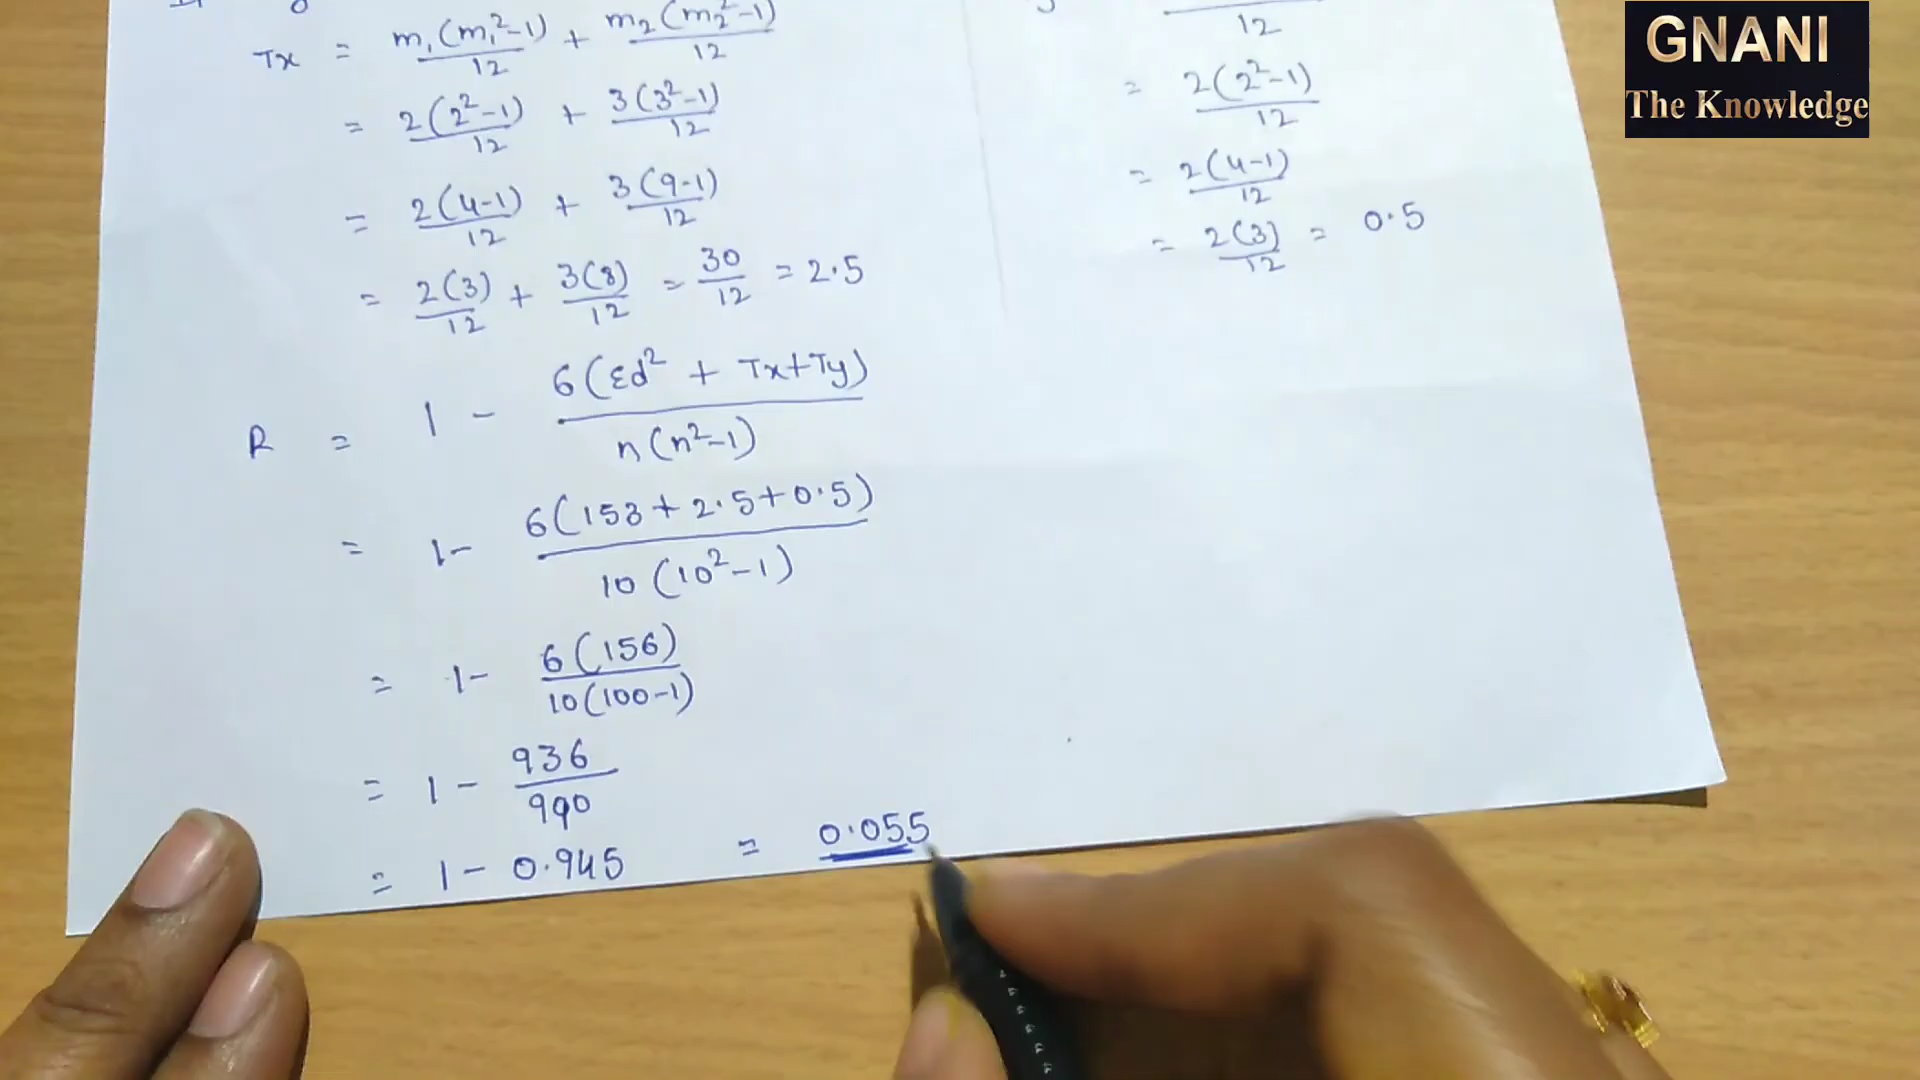 Tx = m₁(m₁²-1)/12 + m₂(m₂²-1)/12
= 2(2²-1)/12 + 3(3²-1)/12
= 2(4-1)/12 + 3(9-1)/12
= 2(3)/12 + 3(8)/12 = 30/12 = 2.5
R = 1 - 6(Σd² + Tx+Ty)/n(n²-1)
= 1- 6(153+2.5+0.5)/10(10²-1)
= 1- 6(156)/10(100-1)
= 1 - 936/990
= 1 - 0.945 = 0.055
12
= 2(2²-1)/12
= 2(4-1)/12
= 2(3)/12 = 0.5
GNANI
The Knowledge